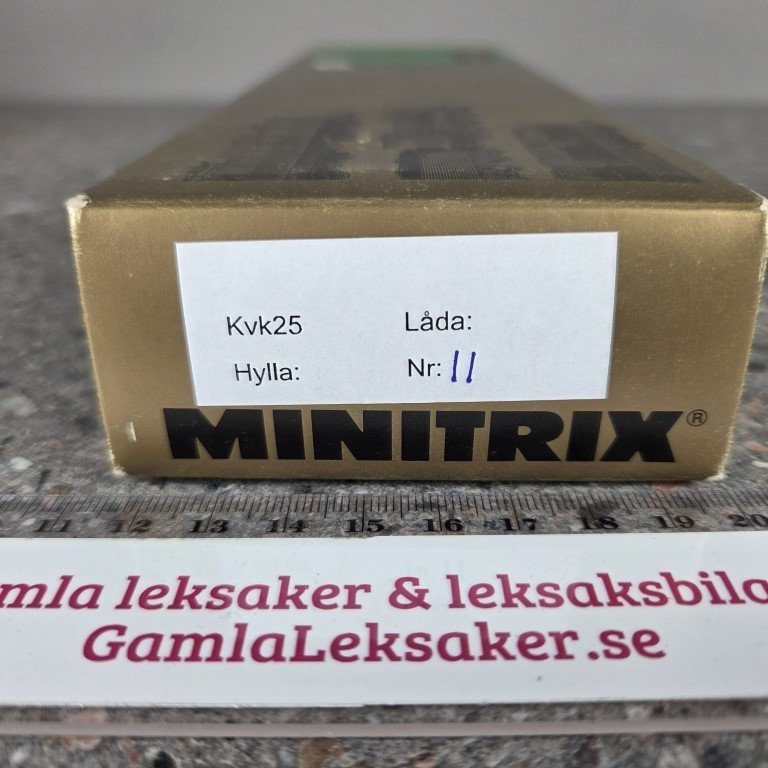 Kvk25 Låda:
Hylla: Nr: 11
MINITRIX®
11 12 13 14 15 16 17 18 19 20
mla leksaker & leksaksbila
GamlaLeksaker.se